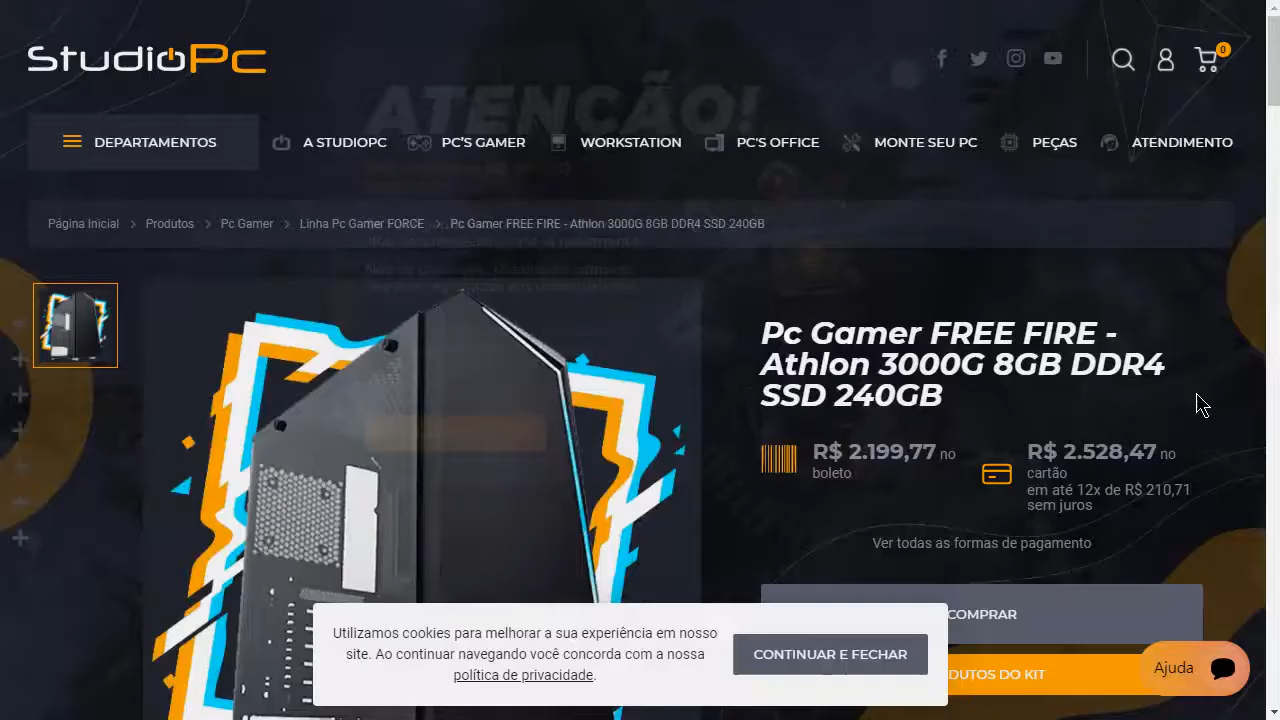 StudioPc
0
ATENÇÃO!
DEPARTAMENTOS
A STUDIOPC
PC'S GAMER
WORKSTATION
PC'S OFFICE
MONTE SEU PC
PEÇAS
ATENDIMENTO
Página Inicial > Produtos > Pc Gamer > Linha Pc Gamer FORCE > Pc Gamer FREE FIRE - Athlon 3000G 8GB DDR4 SSD 240GB
Pc Gamer FREE FIRE -
Athlon 3000G 8GB DDR4
SSD 240GB
R$ 2.199,77 no
boleto
R$ 2.528,47 no
cartão
em até 12x de R$ 210,71
sem juros
Ver todas as formas de pagamento
COMPRAR
DUTOS DO KIT
Utilizamos cookies para melhorar a sua experiência em nosso
site. Ao continuar navegando você concorda com a nossa
política de privacidade.
CONTINUAR E FECHAR
Ajuda